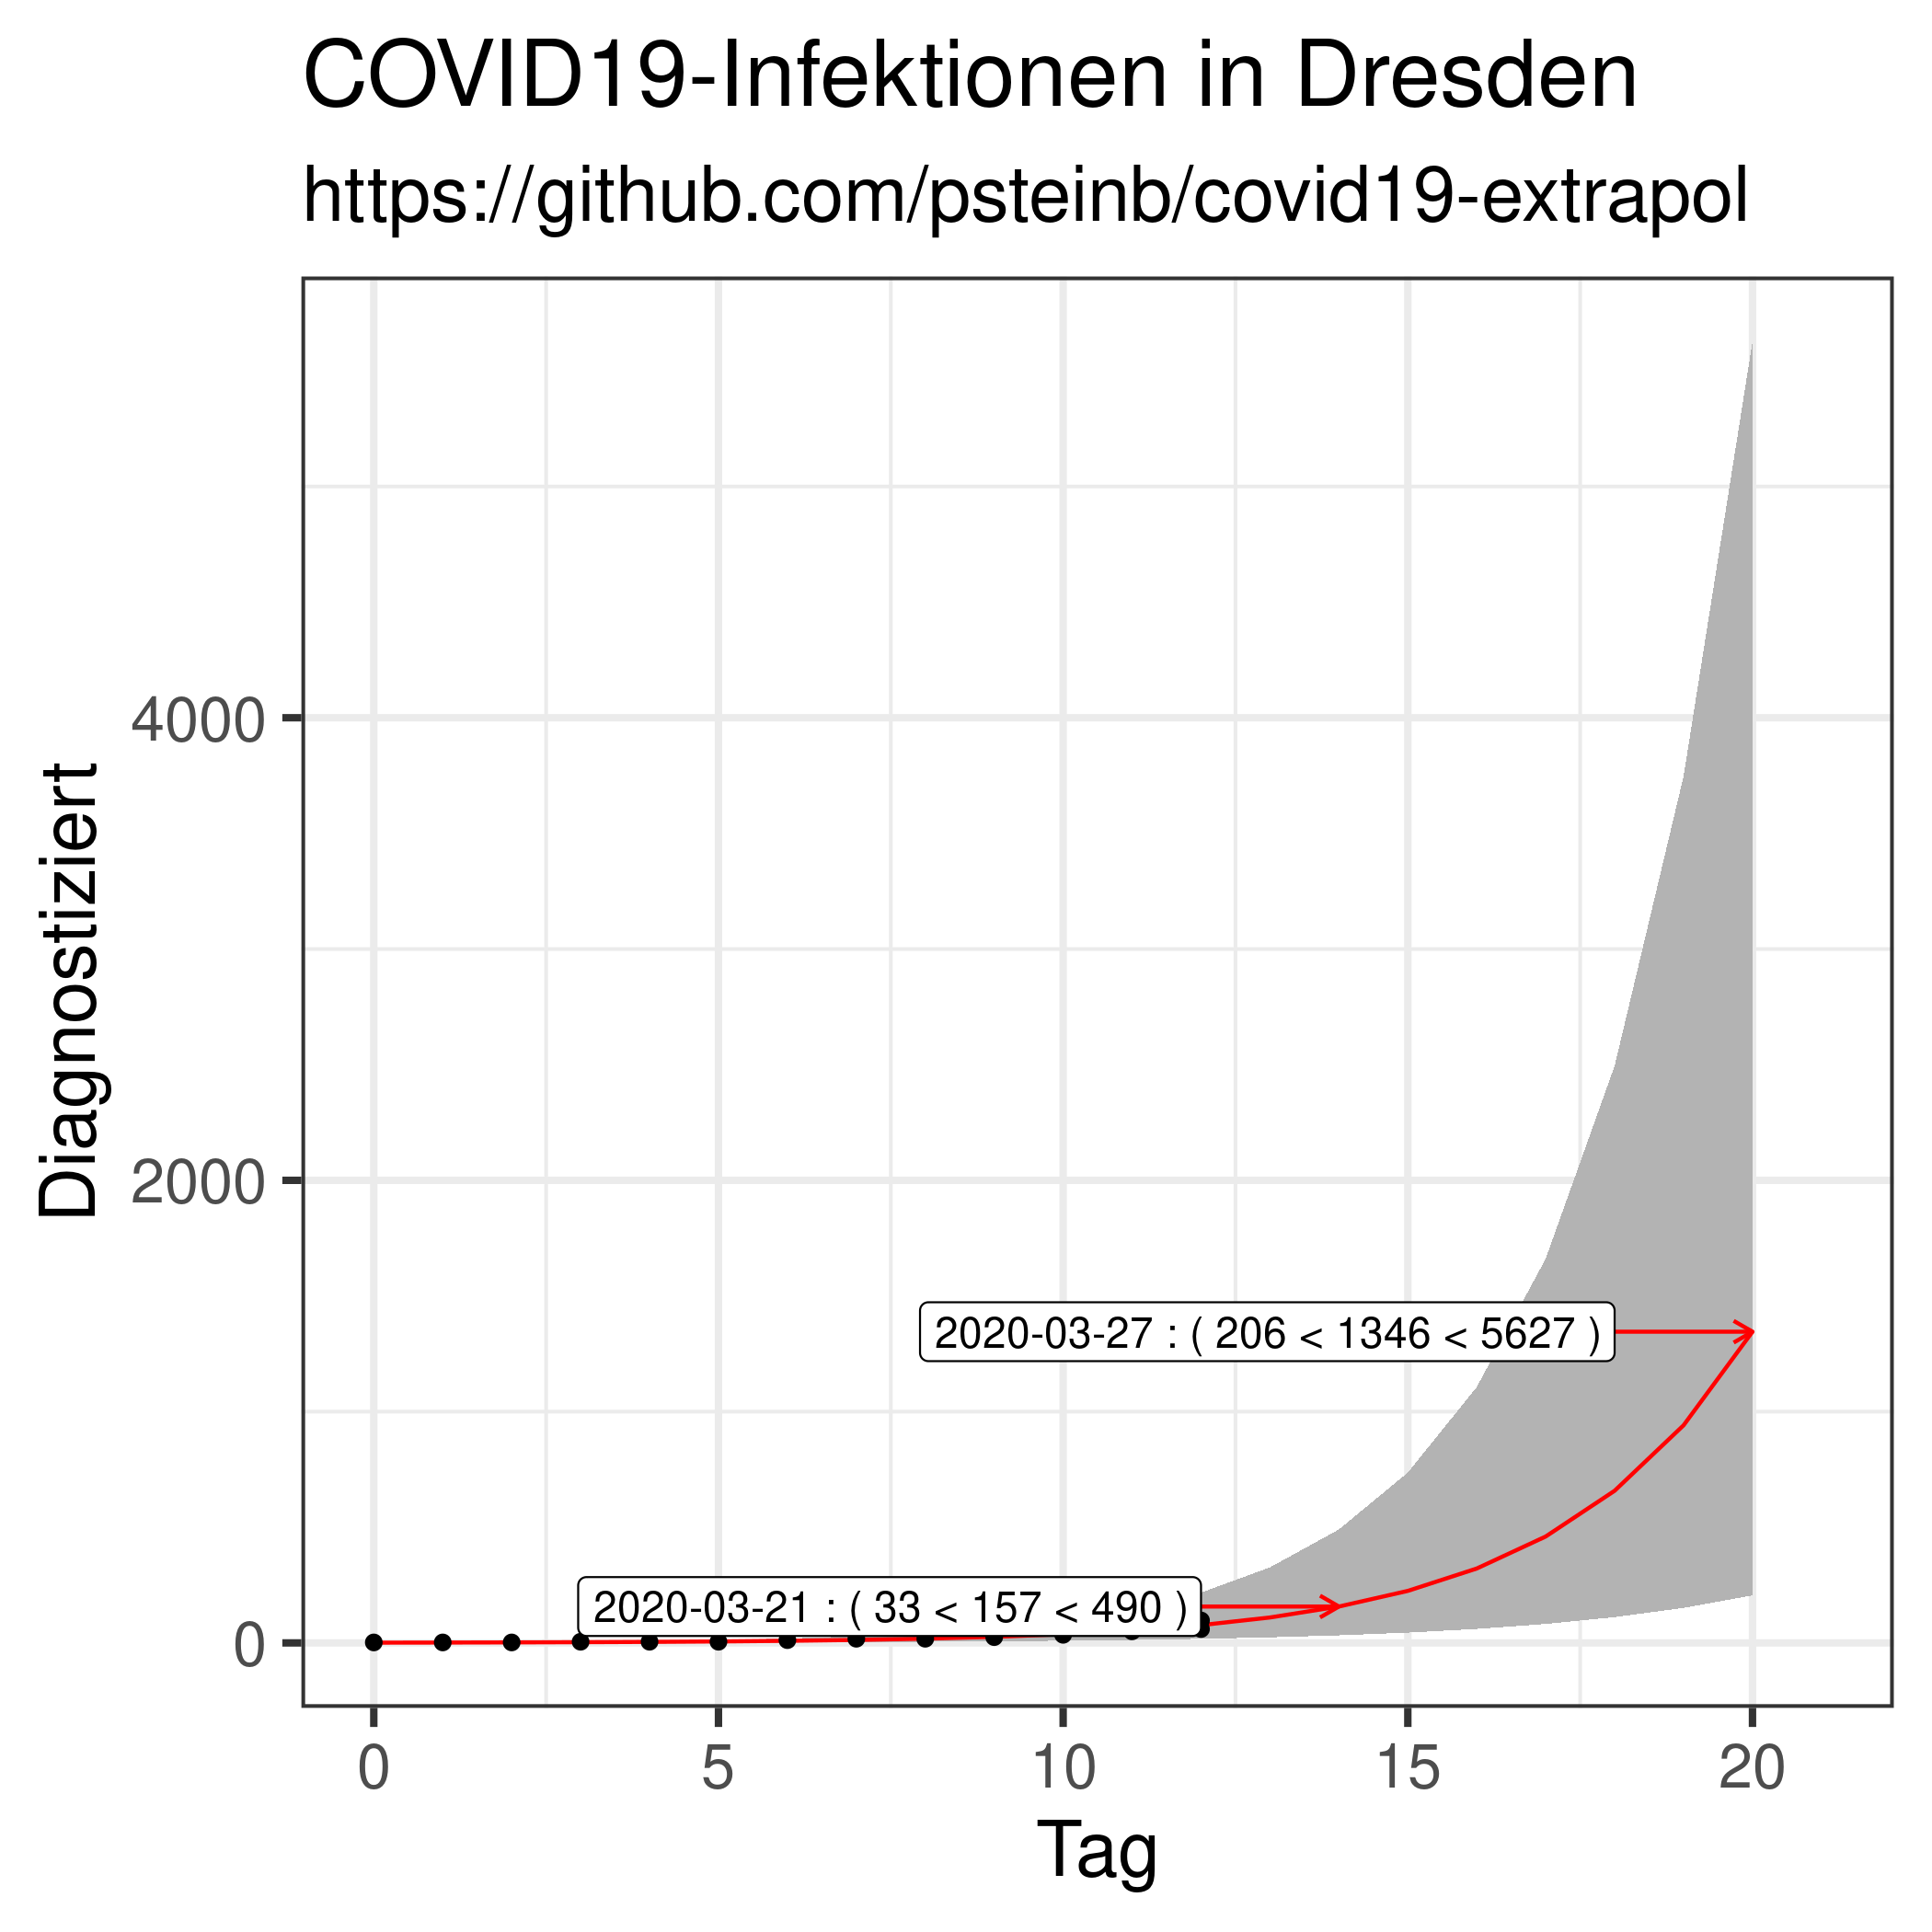 COVID19-Infektionen in Dresden
https://github.com/psteinb/covid19-extrapol
4000
2000
0
Diagnostiziert
2020-03-27 : ( 206 < 1346 < 5627 )
2020-03-21 : ( 33 < 157 < 490 )
0 5 10 15 20
Tag